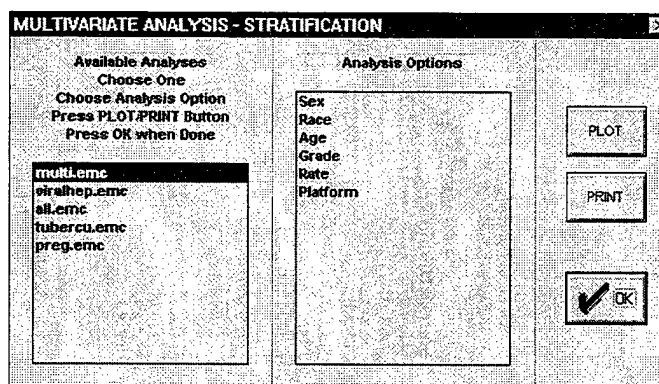 MULTIVARIATE ANALYSIS - STRATIFICATION
Available Analyses
Choose One
Choose Analysis Option
Press PLOT/PRINT Button
Press OK when Done
multi.emc
viralhep.emc
all.emc
tubercu.emc
preg.emc
Analysis Options
Sex
Race
Age
Grade
Rate
Platform
PLOT
PRINT
OK